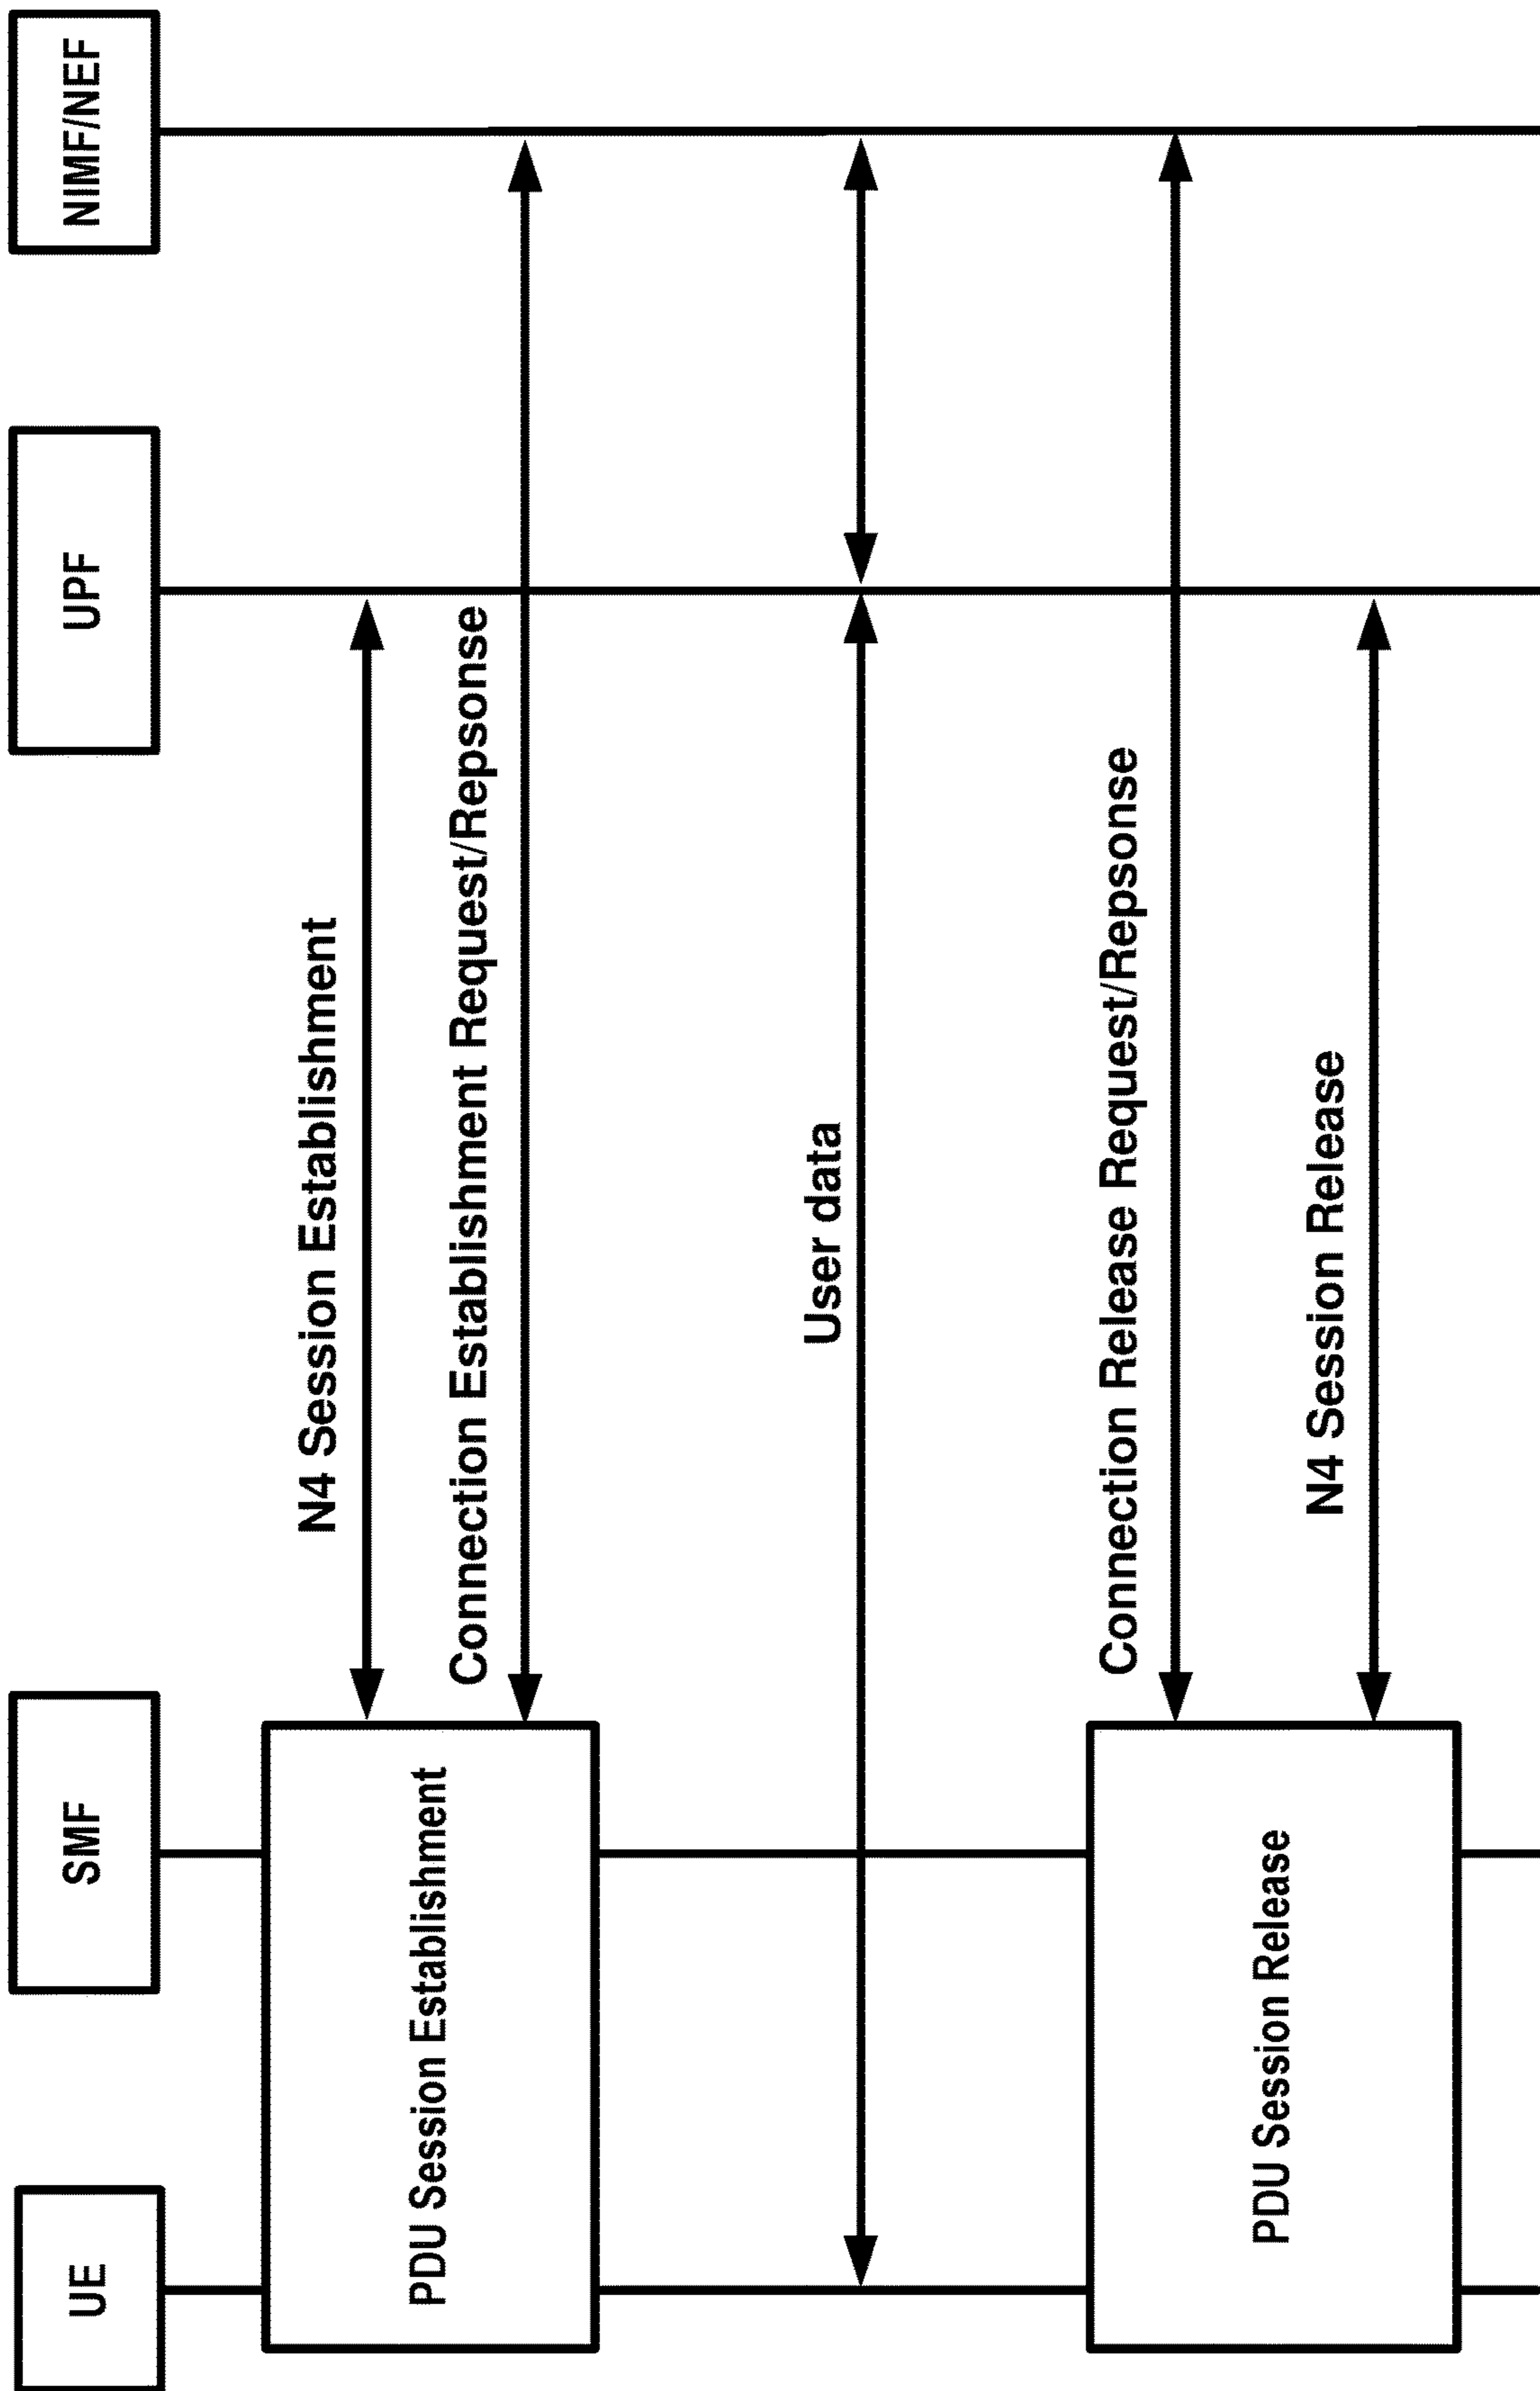 UE
SMF
UPF
NIMF/NEF
N4 Session Establishment
PDU Session Establishment
Connection Establishment Request/Repsonse
User data
Connection Release Request/Repsonse
PDU Session Release
N4 Session Release